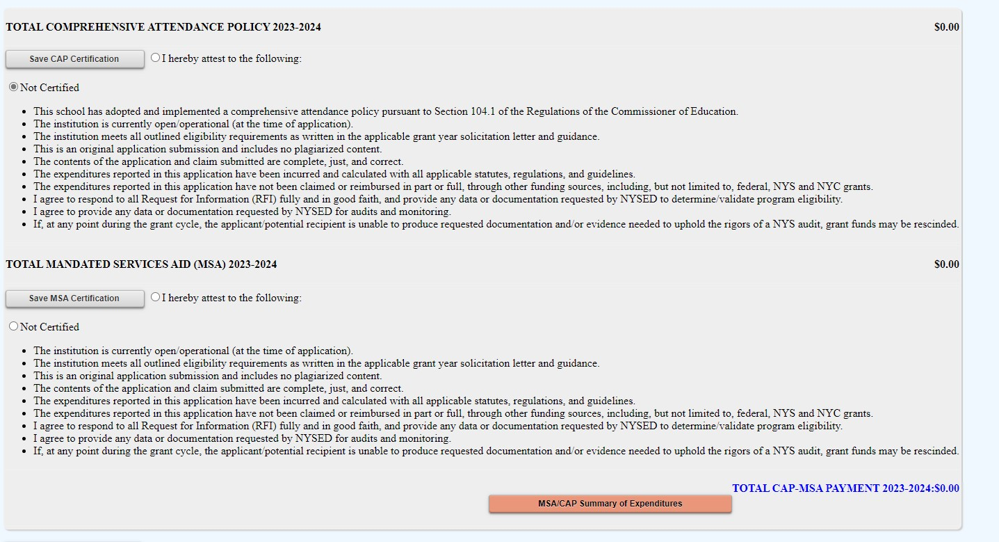 TOTAL COMPREHENSIVE ATTENDANCE POLICY 2023-2024 $0.00
Save CAP Certification I hereby attest to the following:
Not Certified
This school has adopted and implemented a comprehensive attendance policy pursuant to Section 104.1 of the Regulations of the Commissioner of Education.
The institution is currently open/operational (at the time of application).
The institution meets all outlined eligibility requirements as written in the applicable grant year solicitation letter and guidance.
This is an original application submission and includes no plagiarized content.
The contents of the application and claim submitted are complete, just, and correct.
The expenditures reported in this application have been incurred and calculated with all applicable statutes, regulations, and guidelines.
The expenditures reported in this application have not been claimed or reimbursed in part or full, through other funding sources, including, but not limited to, federal, NYS and NYC grants.
I agree to respond to all Request for Information (RFI) fully and in good faith, and provide any data or documentation requested by NYSED to determine/validate program eligibility.
I agree to provide any data or documentation requested by NYSED for audits and monitoring.
If, at any point during the grant cycle, the applicant/potential recipient is unable to produce requested documentation and/or evidence needed to uphold the rigors of a NYS audit, grant funds may be rescinded.
TOTAL MANDATED SERVICES AID (MSA) 2023-2024 $0.00
Save MSA Certification I hereby attest to the following:
Not Certified
The institution is currently open/operational (at the time of application).
The institution meets all outlined eligibility requirements as written in the applicable grant year solicitation letter and guidance.
This is an original application submission and includes no plagiarized content.
The contents of the application and claim submitted are complete, just, and correct.
The expenditures reported in this application have been incurred and calculated with all applicable statutes, regulations, and guidelines.
The expenditures reported in this application have not been claimed or reimbursed in part or full, through other funding sources, including, but not limited to, federal, NYS and NYC grants.
I agree to respond to all Request for Information (RFI) fully and in good faith, and provide any data or documentation requested by NYSED to determine/validate program eligibility.
I agree to provide any data or documentation requested by NYSED for audits and monitoring.
If, at any point during the grant cycle, the applicant/potential recipient is unable to produce requested documentation and/or evidence needed to uphold the rigors of a NYS audit, grant funds may be rescinded.
TOTAL CAP-MSA PAYMENT 2023-2024:$0.00
MSA/CAP Summary of Expenditures